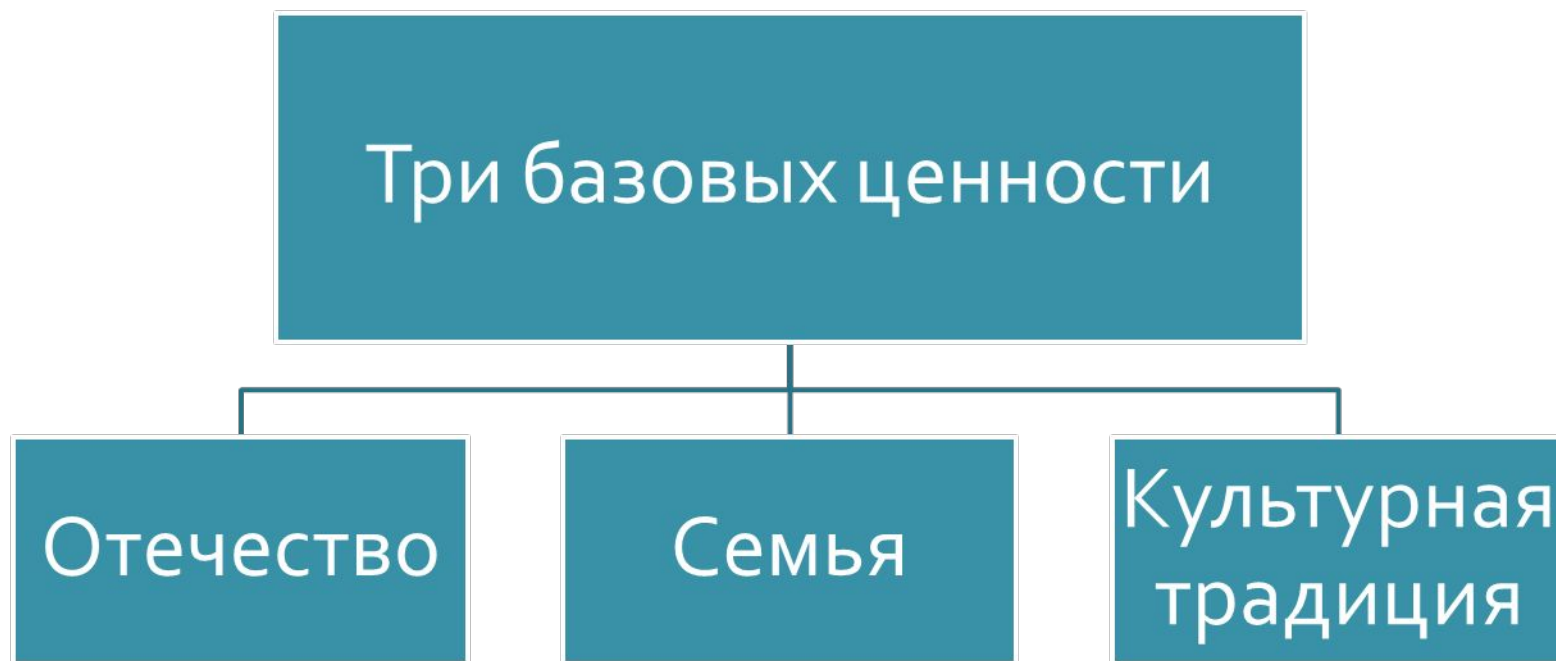 Три базовых ценности
Отечество
Семья
Культурная
традиция